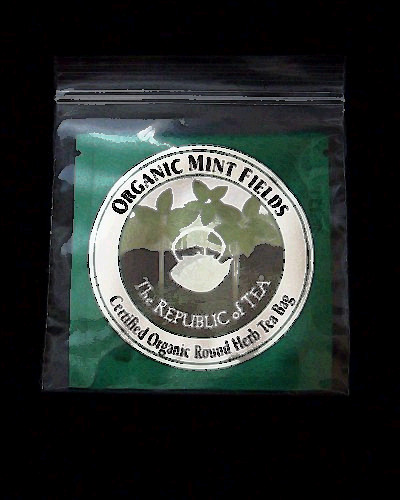 ORGANIC MINT FIELDS
The REPUBLIC of TEA®
Certified Organic Round Herb Tea Bag